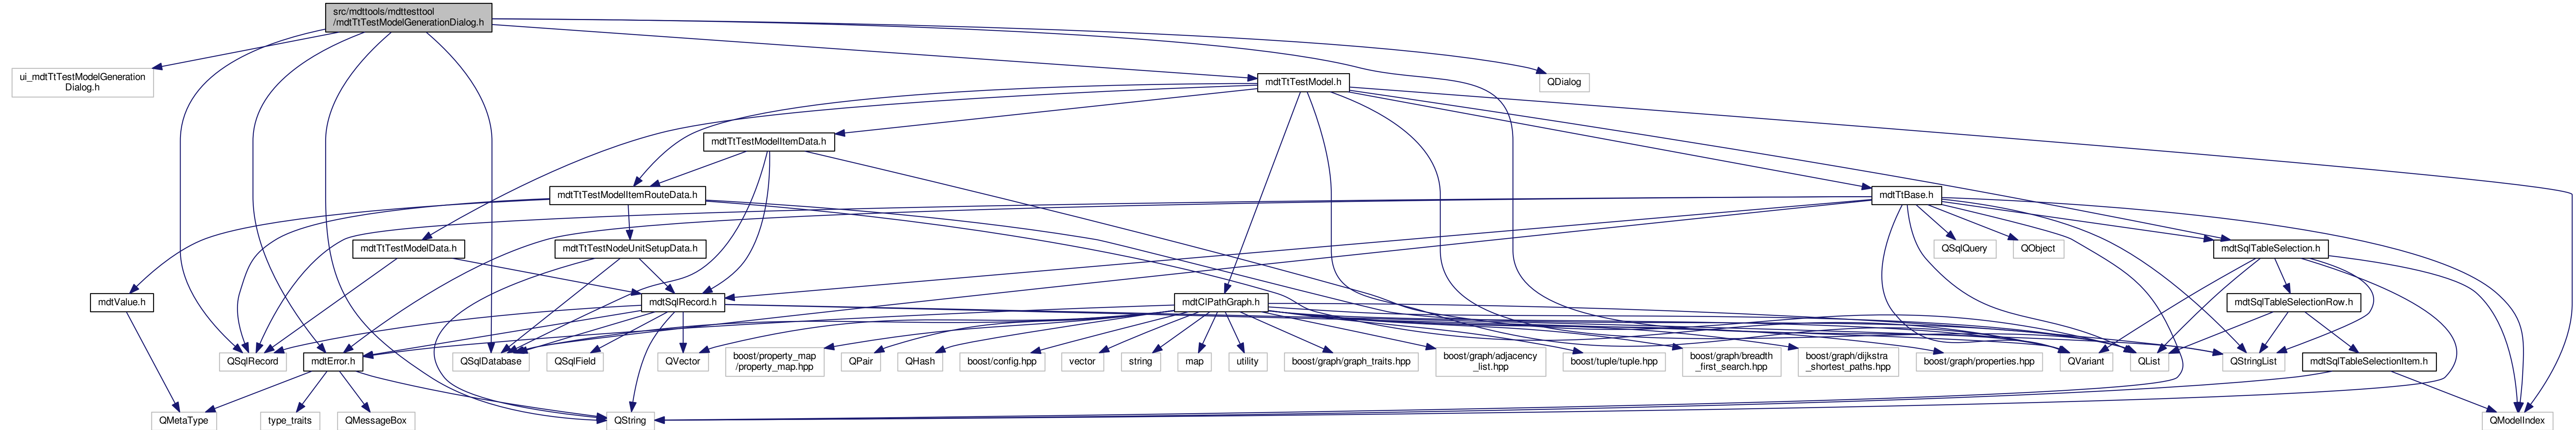 src/mdttools/mdttesttool
/mdtTtTestModelGenerationDialog.h
ui_mdtTtTestModelGeneration
Dialog.h
mdtTtTestModel.h
QDialog
mdtTtTestModelItemData.h
mdtTtTestModelItemRouteData.h
mdtTtBase.h
mdtTtTestModelData.h
mdtTtTestNodeUnitSetupData.h
QSqlQuery
QObject
mdtSqlTableSelection.h
mdtValue.h
mdtSqlRecord.h
mdtClPathGraph.h
mdtSqlTableSelectionRow.h
QSqlRecord
mdtError.h
QSqlDatabase
QSqlField
QVector
boost/property_map
/property_map.hpp
QPair
QHash
boost/config.hpp
vector
string
map
utility
boost/graph/graph_traits.hpp
boost/graph/adjacency
_list.hpp
boost/tuple/tuple.hpp
boost/graph/breadth
_first_search.hpp
boost/graph/dijkstra
_shortest_paths.hpp
boost/graph/properties.hpp
QVariant
QList
QStringList
mdtSqlTableSelectionItem.h
QMetaType
type_traits
QMessageBox
QString
QModelIndex